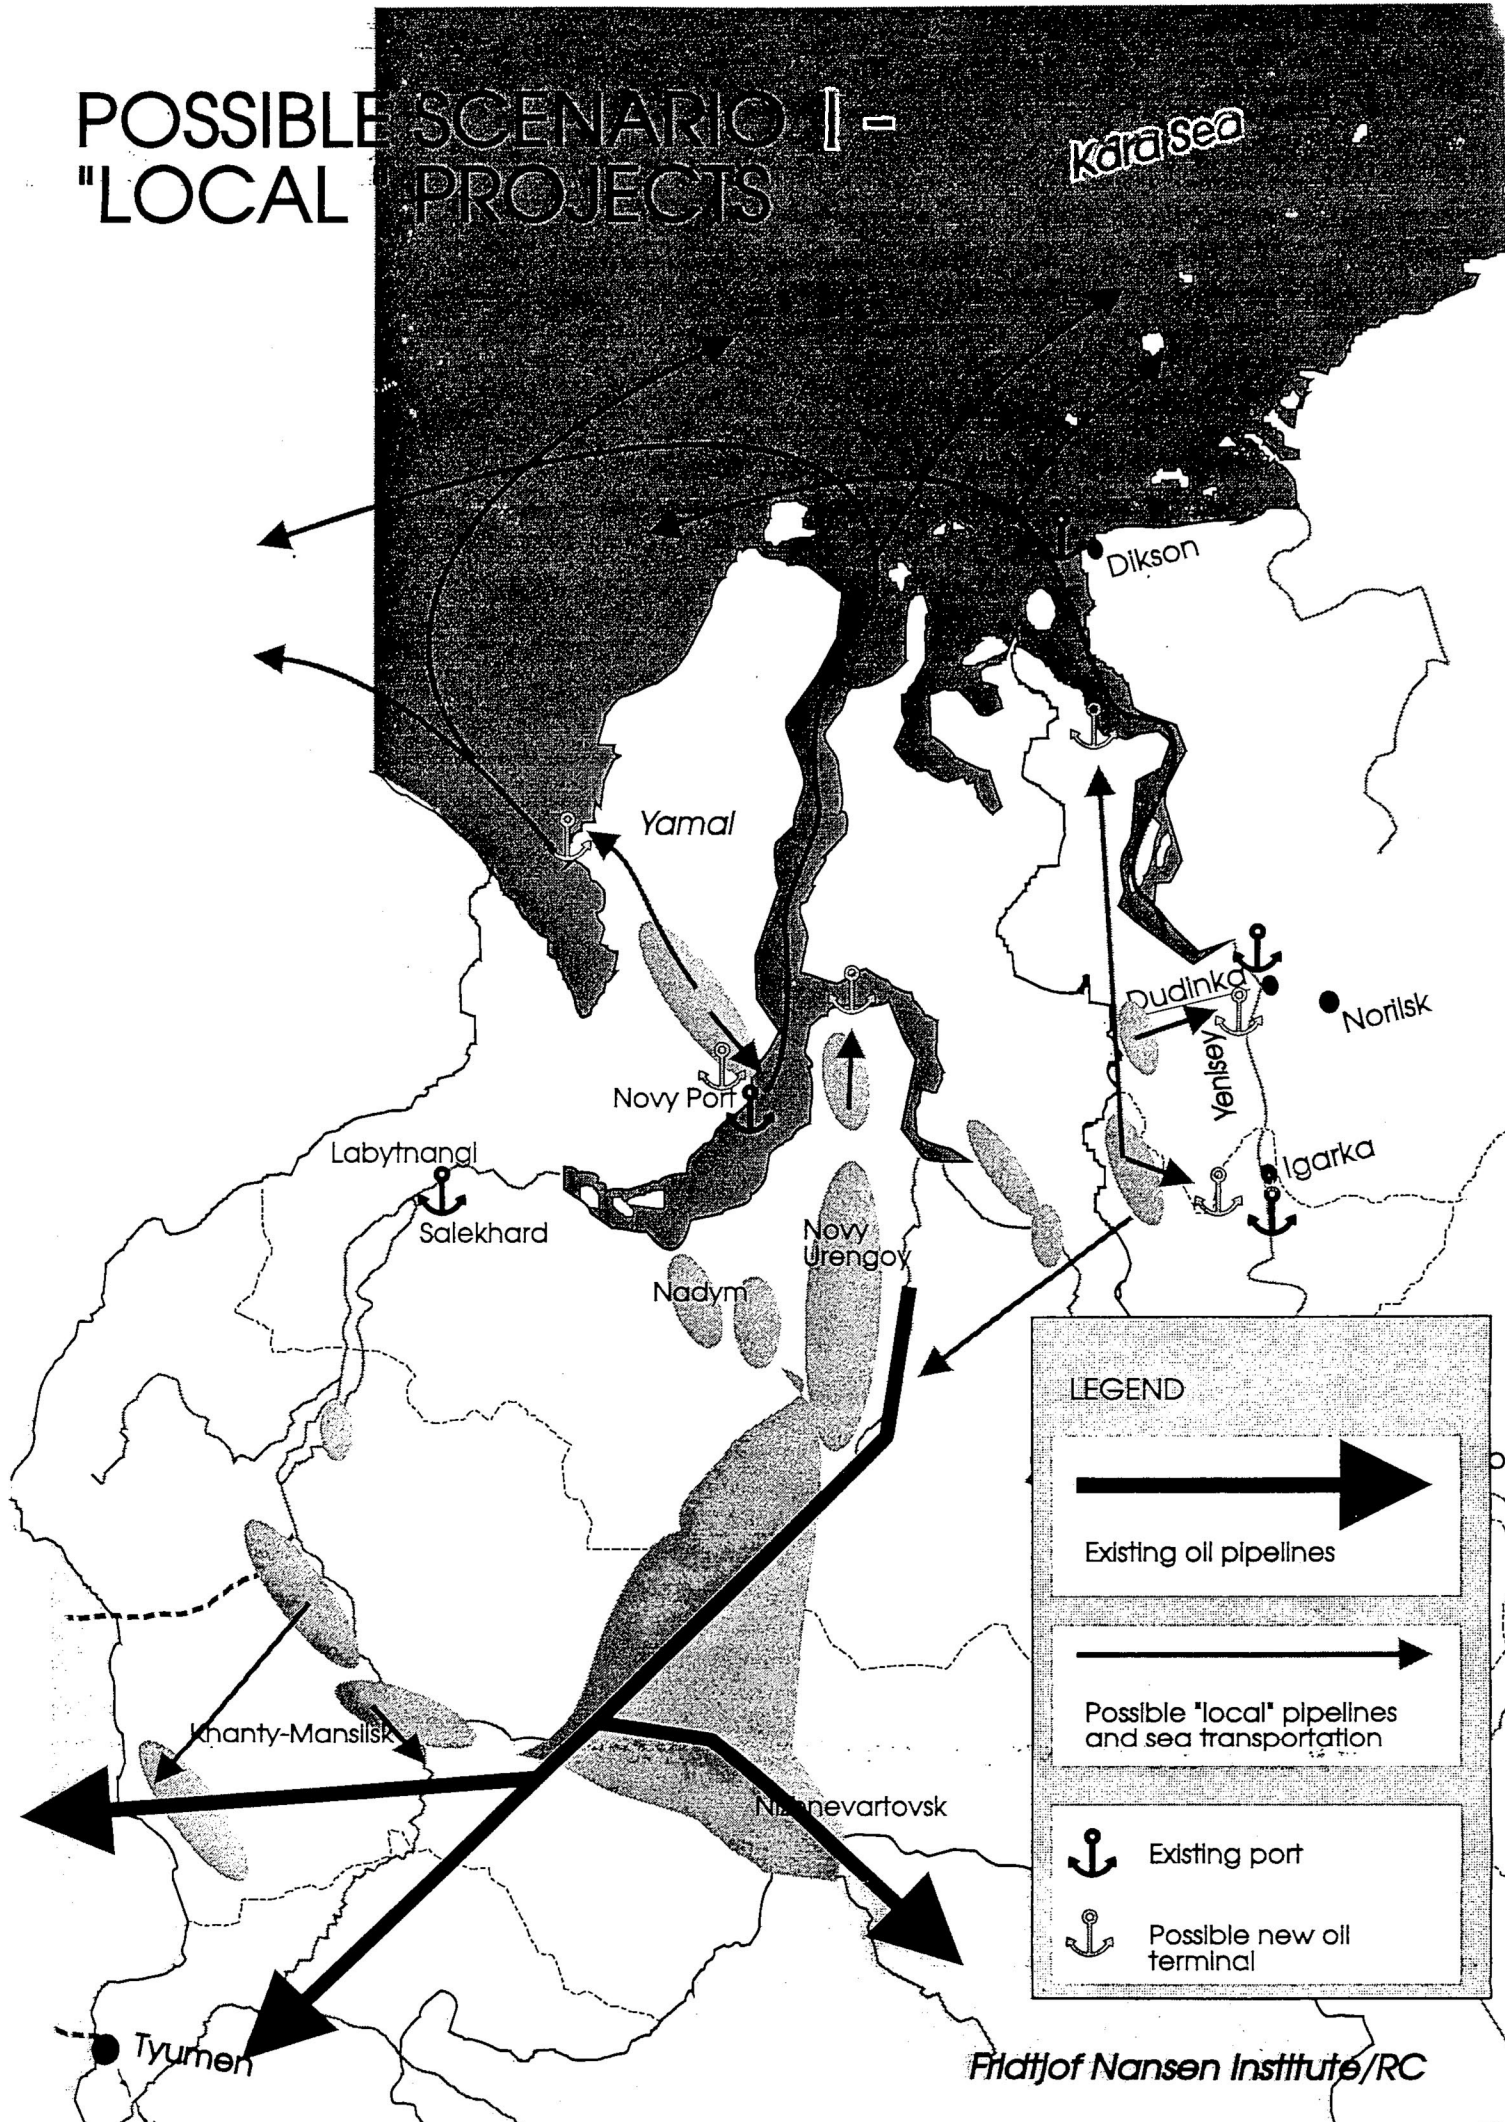 POSSIBLE SCENARIO I -
"LOCAL" PROJECTS
Kara Sea
Dikson
Yamal
Dudinka
Norilsk
Yenisey
Novy Port
Labytnangi
Igarka
Salekhard
Novy
Urengoy
Nadym
LEGEND
Existing oil pipelines
Possible "local" pipelines
and sea transportation
Khanty-Mansiisk
Nizhnevartovsk
Existing port
Possible new oil
terminal
Tyumen
Fridtjof Nansen Institute/RC